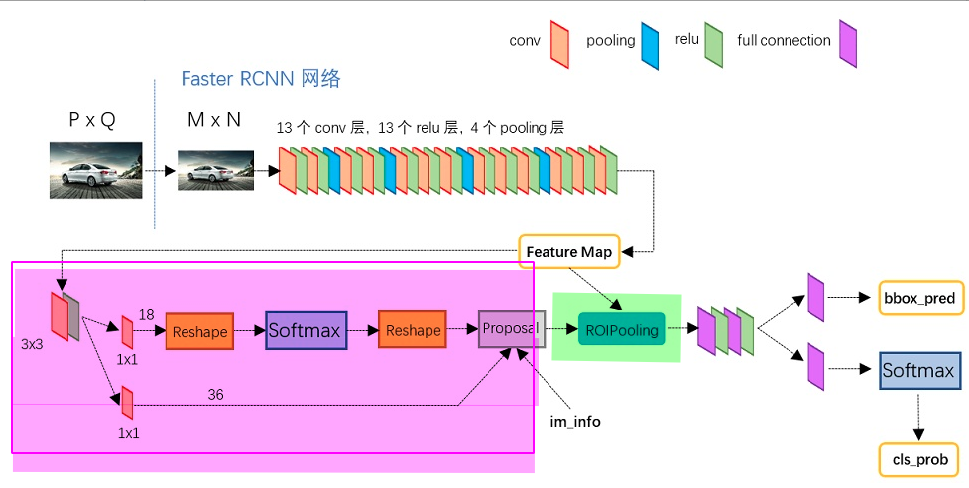 conv
pooling
relu
full connection
Faster RCNN 网络
P x Q
M x N
13 个 conv 层，13 个 relu 层，4 个 pooling 层
Feature Map
3x3
1x1
18
Reshape
Softmax
Reshape
Proposal
ROIPooling
bbox_pred
Softmax
36
1x1
im_info
cls_prob